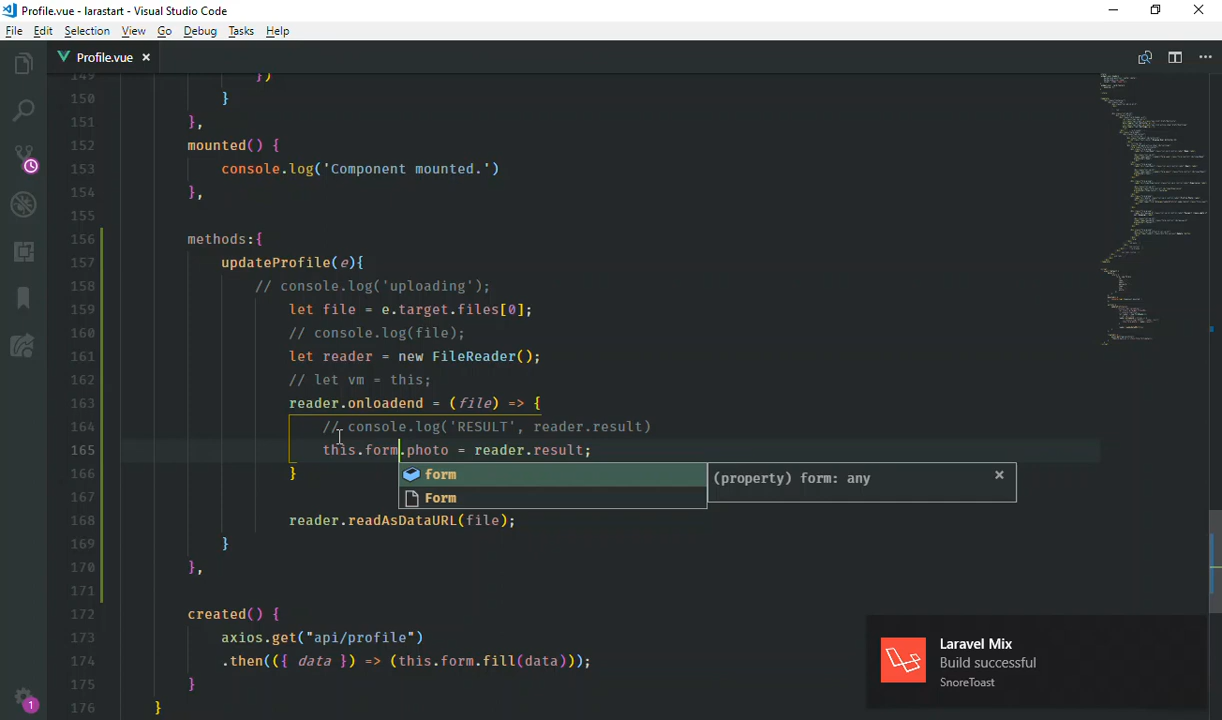 Profile.vue - larastart - Visual Studio Code
File Edit Selection View Go Debug Tasks Help
Profile.vue ×
149 })
150 }
151 },
152 mounted() {
153 console.log('Component mounted.')
154 },
155
156 methods:{
157 updateProfile(e){
158 // console.log('uploading');
159 let file = e.target.files[0];
160 // console.log(file);
161 let reader = new FileReader();
162 // let vm = this;
163 reader.onloadend = (file) => {
164 // console.log('RESULT', reader.result)
165 this.form.photo = reader.result;
166 }
form
(property) form: any ×
167
Form
168 reader.readAsDataURL(file);
169 }
170 },
171
172 created() {
173 axios.get("api/profile")
174 .then(({ data }) => (this.form.fill(data)));
175 }
176 }
1
Laravel Mix
Build successful
SnoreToast